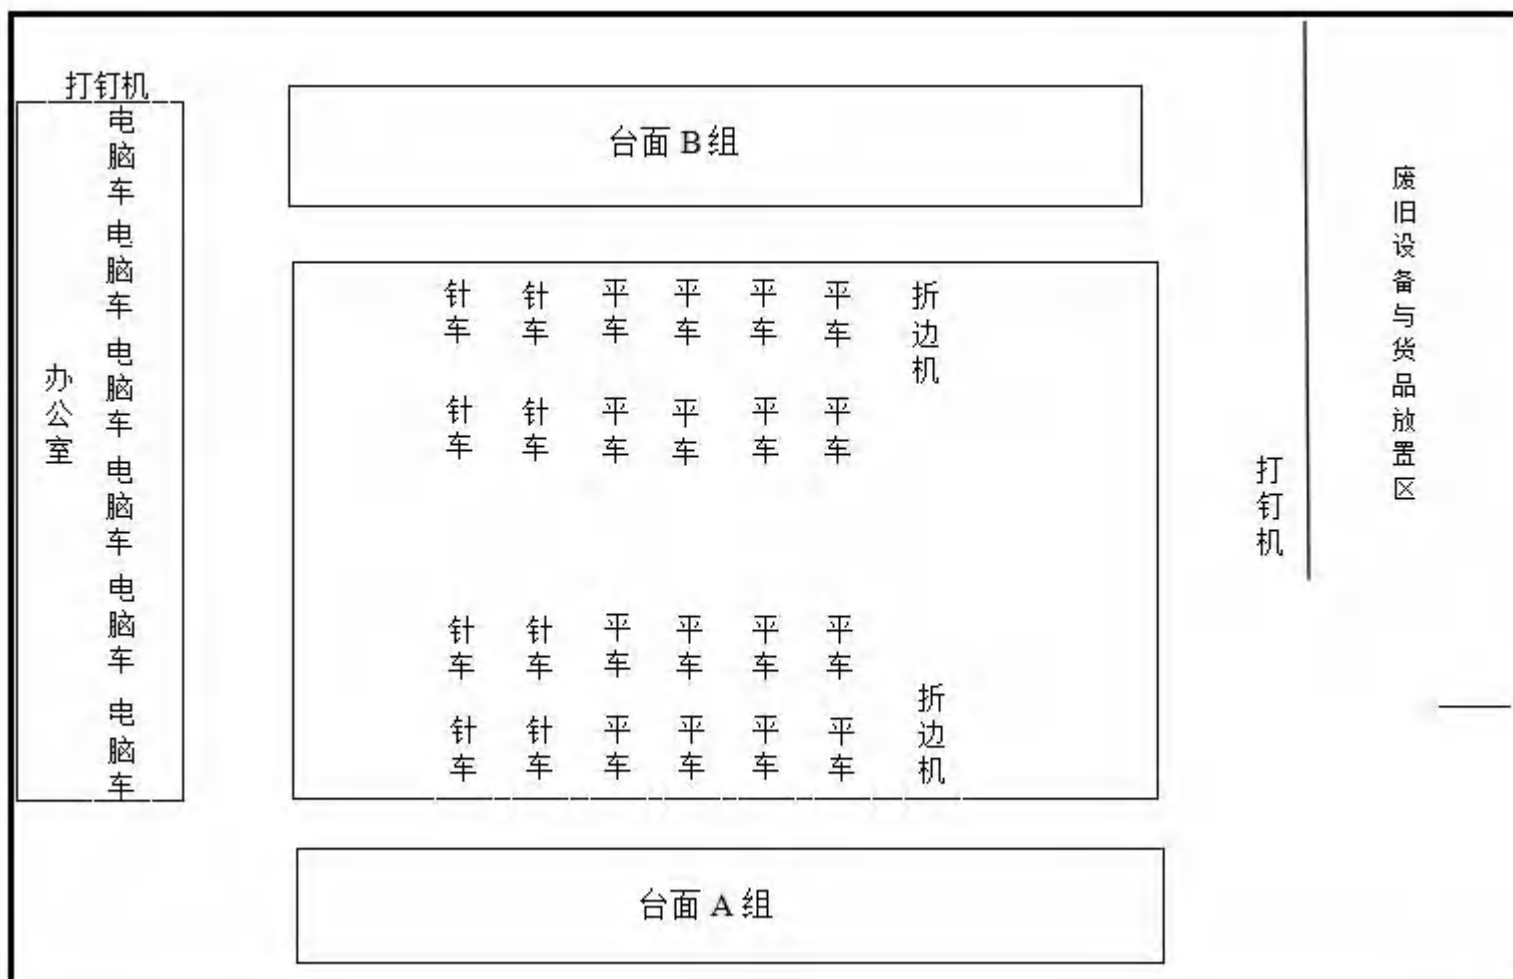 打钉机
电脑车
电脑车
电脑车
电脑车
电脑车
电脑车
办公室
台面 B 组
针车 针车 平车 平车 平车 平车 折边机
针车 针车 平车 平车 平车 平车
针车 针车 平车 平车 平车 平车
针车 针车 平车 平车 平车 平车 折边机
台面 A 组
打钉机
废旧设备与货品放置区